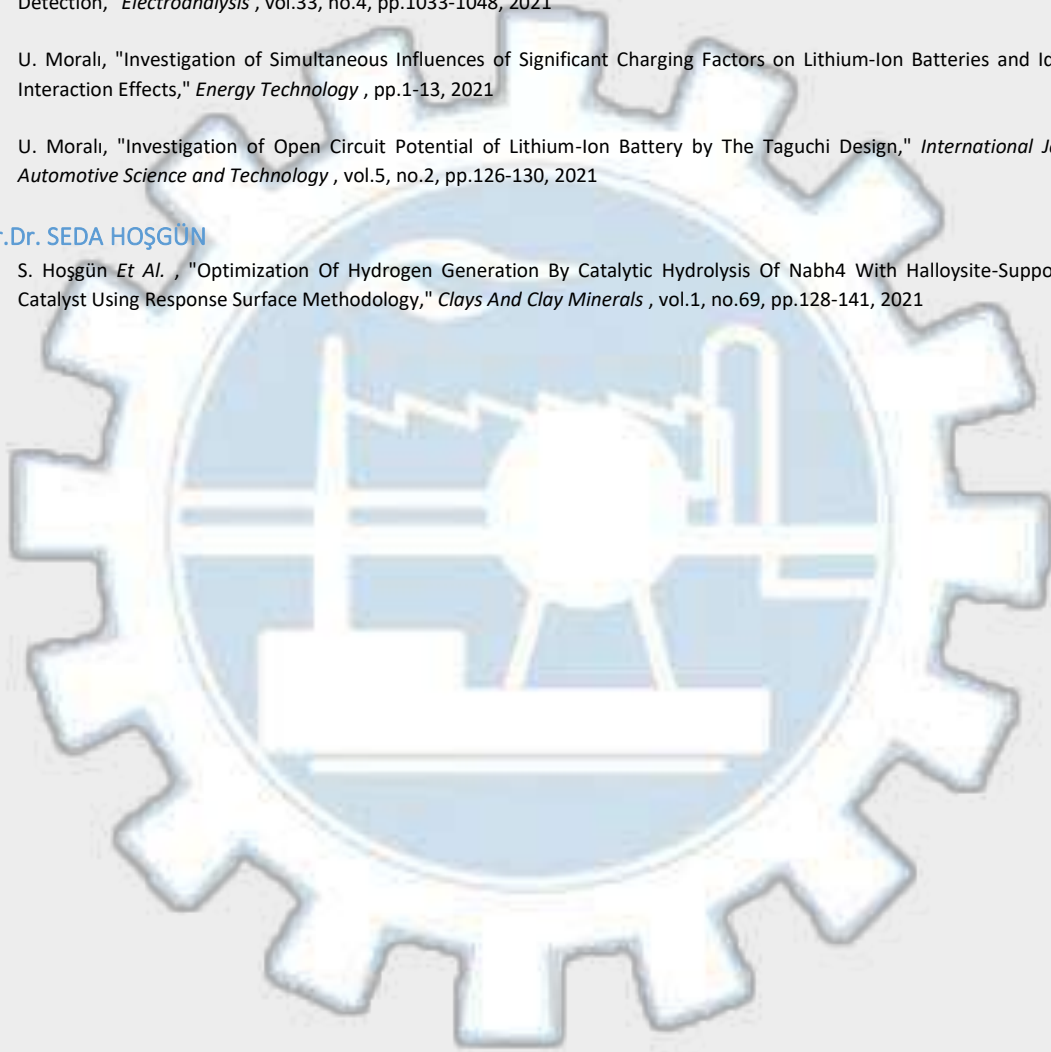 Detection," Electroanalysis , vol.33, no.4, pp.1033-1048, 2021
U. Moralı, "Investigation of Simultaneous Influences of Significant Charging Factors on Lithium-Ion Batteries and Id
Interaction Effects," Energy Technology , pp.1-13, 2021
U. Moralı, "Investigation of Open Circuit Potential of Lithium-Ion Battery by The Taguchi Design," International J
Automotive Science and Technology , vol.5, no.2, pp.126-130, 2021
r.Dr. SEDA HOŞGÜN
S. Hoşgün Et Al. , "Optimization Of Hydrogen Generation By Catalytic Hydrolysis Of Nabh4 With Halloysite-Suppo
Catalyst Using Response Surface Methodology," Clays And Clay Minerals , vol.1, no.69, pp.128-141, 2021